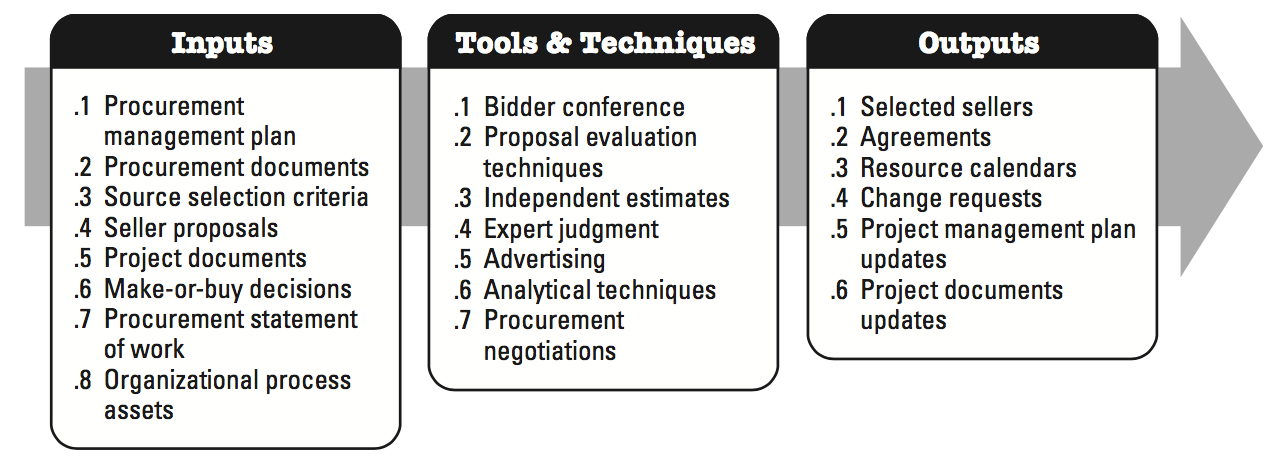 Inputs
.1 Procurement
management plan
.2 Procurement documents
.3 Source selection criteria
.4 Seller proposals
.5 Project documents
.6 Make-or-buy decisions
.7 Procurement statement
of work
.8 Organizational process
assets
Tools & Techniques
.1 Bidder conference
.2 Proposal evaluation
techniques
.3 Independent estimates
.4 Expert judgment
.5 Advertising
.6 Analytical techniques
.7 Procurement
negotiations
Outputs
.1 Selected sellers
.2 Agreements
.3 Resource calendars
.4 Change requests
.5 Project management plan
updates
.6 Project documents
updates